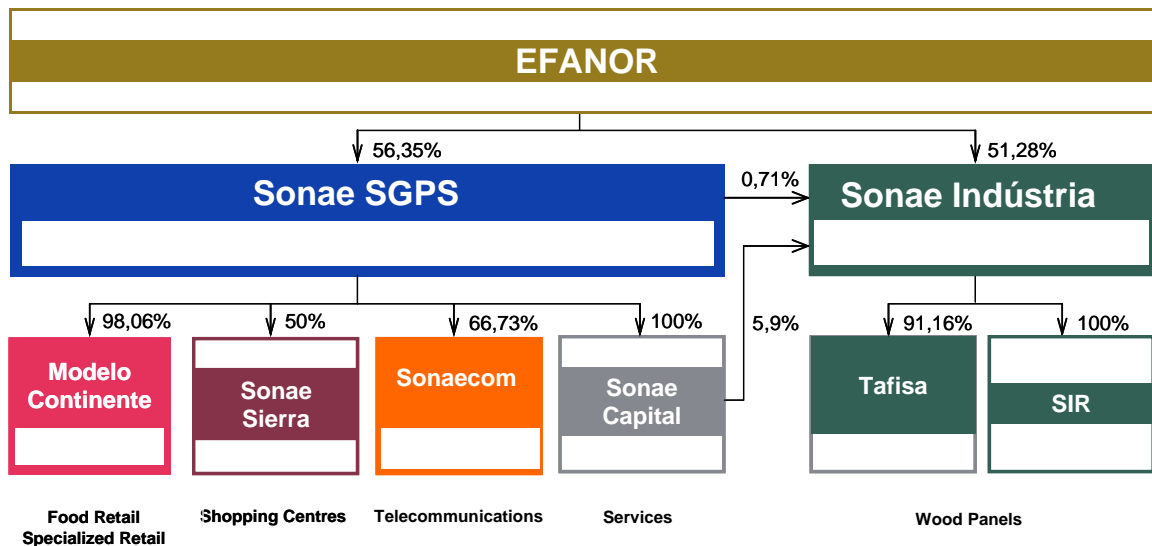 EFANOR
56,35%
51,28%
Sonae SGPS
0,71%
Sonae Indústria
98,06%
50%
66,73%
100%
5,9%
91,16%
100%
Modelo
Continente
Sonae
Sierra
Sonaecom
Sonae
Capital
Tafisa
SIR
Food Retail
Specialized Retail
Shopping Centres
Telecommunications
Services
Wood Panels